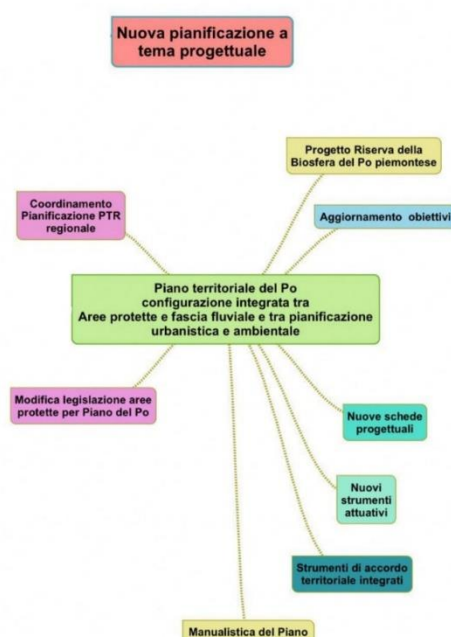 Nuova pianificazione a
tema progettuale
Progetto Riserva della
Biosfera del Po piemontese
Coordinamento
Pianificazione PTR
regionale
Aggiornamento obiettivi
Piano territoriale del Po
configurazione integrata tra
Aree protette e fascia fluviale e tra pianificazione
urbanistica e ambientale
Modifica legislazione aree
protette per Piano del Po
Nuove schede
progettuali
Nuovi
strumenti
attuativi
Strumenti di accordo
territoriale integrati
Manualistica del Piano